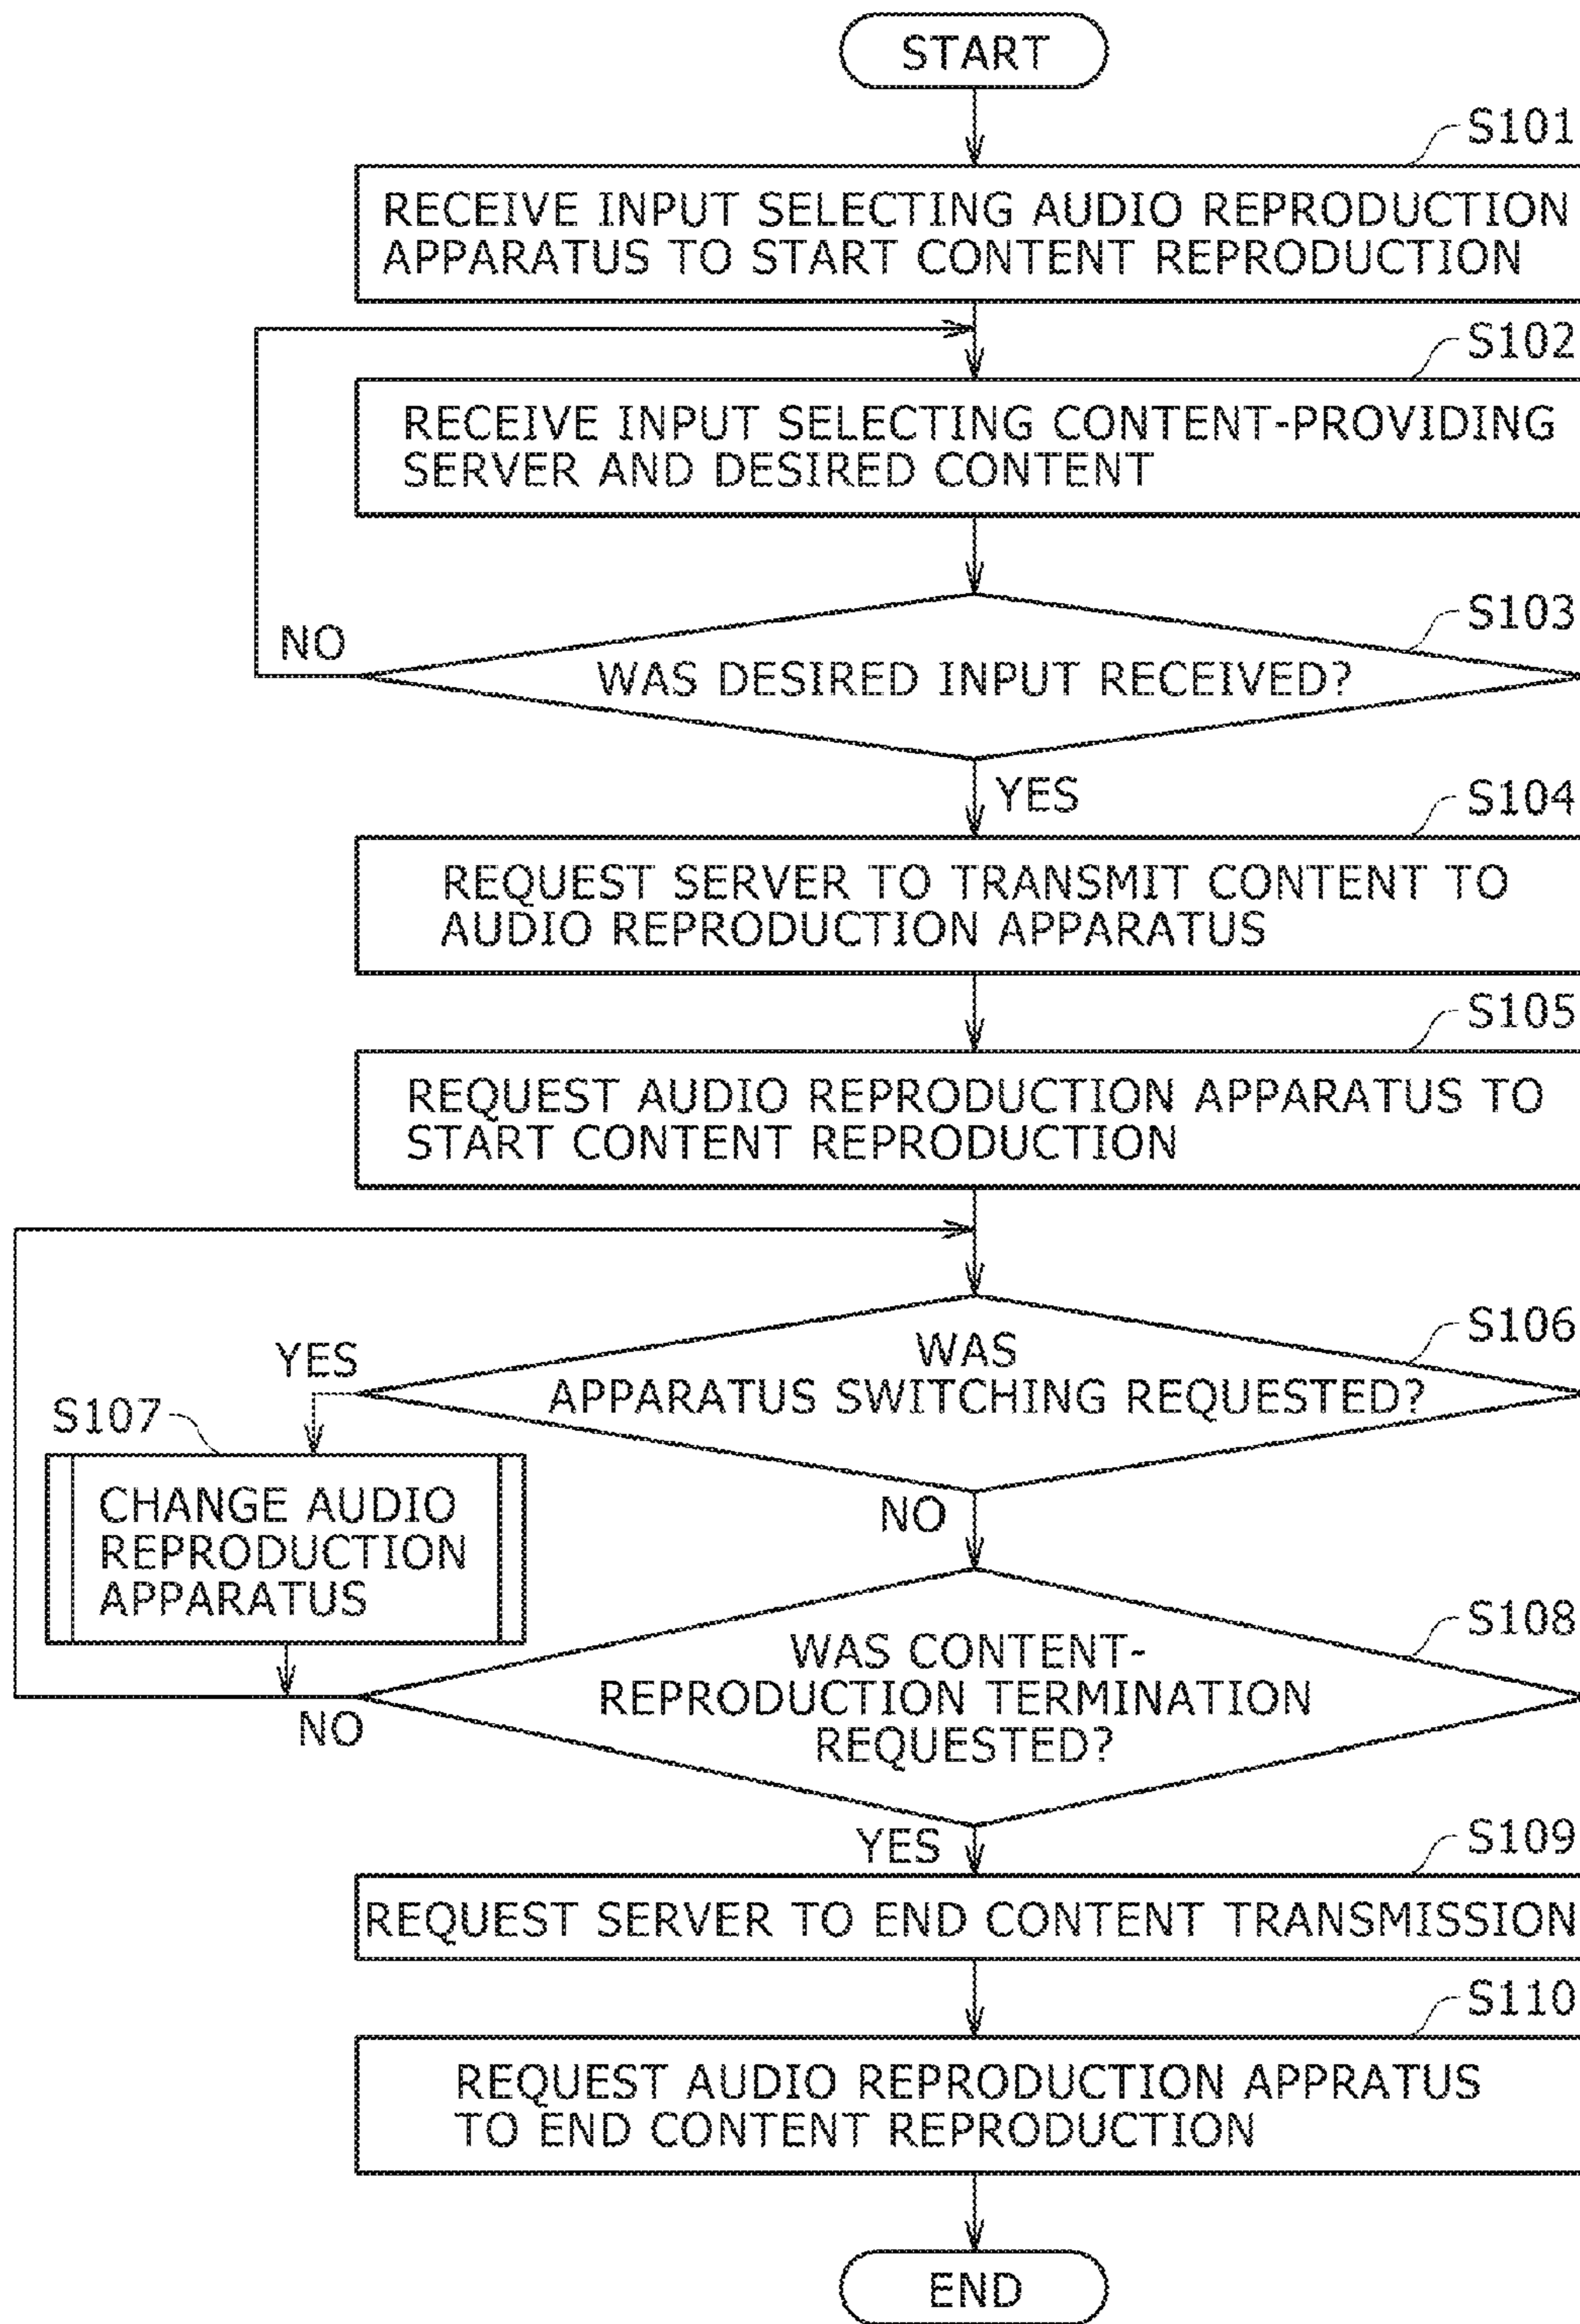 START
S101
RECEIVE INPUT SELECTING AUDIO REPRODUCTION
APPARATUS TO START CONTENT REPRODUCTION
S102
RECEIVE INPUT SELECTING CONTENT-PROVIDING
SERVER AND DESIRED CONTENT
S103
NO
WAS DESIRED INPUT RECEIVED?
YES
S104
REQUEST SERVER TO TRANSMIT CONTENT TO
AUDIO REPRODUCTION APPARATUS
S105
REQUEST AUDIO REPRODUCTION APPARATUS TO
START CONTENT REPRODUCTION
S106
YES
WAS
APPARATUS SWITCHING REQUESTED?
S107
CHANGE AUDIO
REPRODUCTION
APPARATUS
NO
S108
WAS CONTENT-
REPRODUCTION TERMINATION
REQUESTED?
NO
YES
S109
REQUEST SERVER TO END CONTENT TRANSMISSION
S110
REQUEST AUDIO REPRODUCTION APPRATUS
TO END CONTENT REPRODUCTION
END